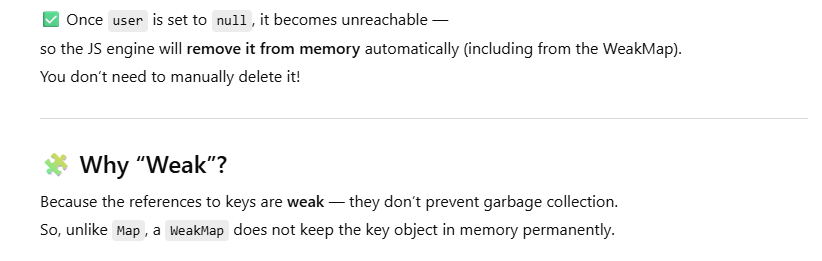 ✅ Once user is set to null, it becomes unreachable —
so the JS engine will remove it from memory automatically (including from the WeakMap).
You don't need to manually delete it!
🧩 Why “Weak”?
Because the references to keys are weak — they don't prevent garbage collection.
So, unlike Map, a WeakMap does not keep the key object in memory permanently.